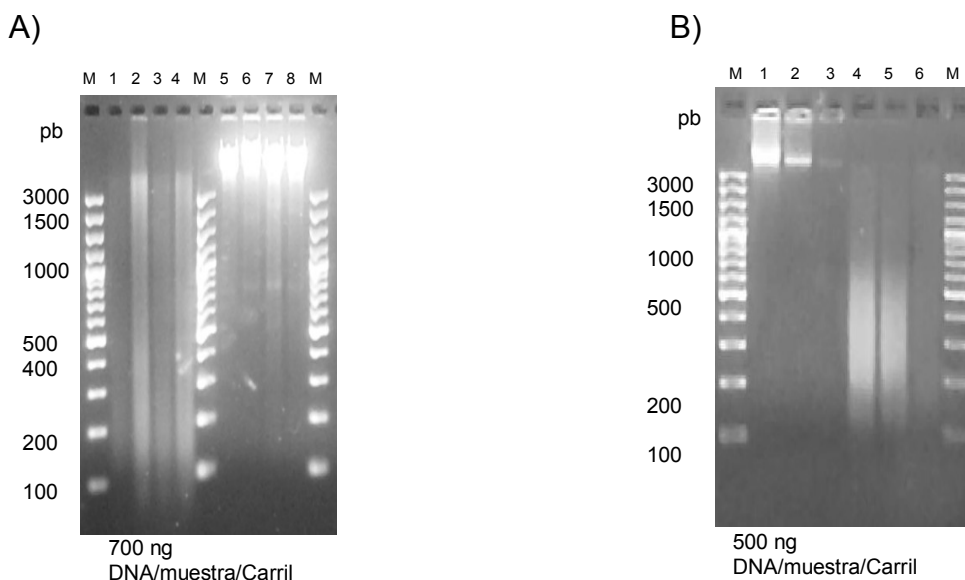 A)
M 1 2 3 4 M 5 6 7 8 M
pb
3000
1500
1000
500
400
200
100
700 ng
DNA/muestra/Carril
B)
M 1 2 3 4 5 6 M
pb
3000
1500
1000
500
200
100
500 ng
DNA/muestra/Carril